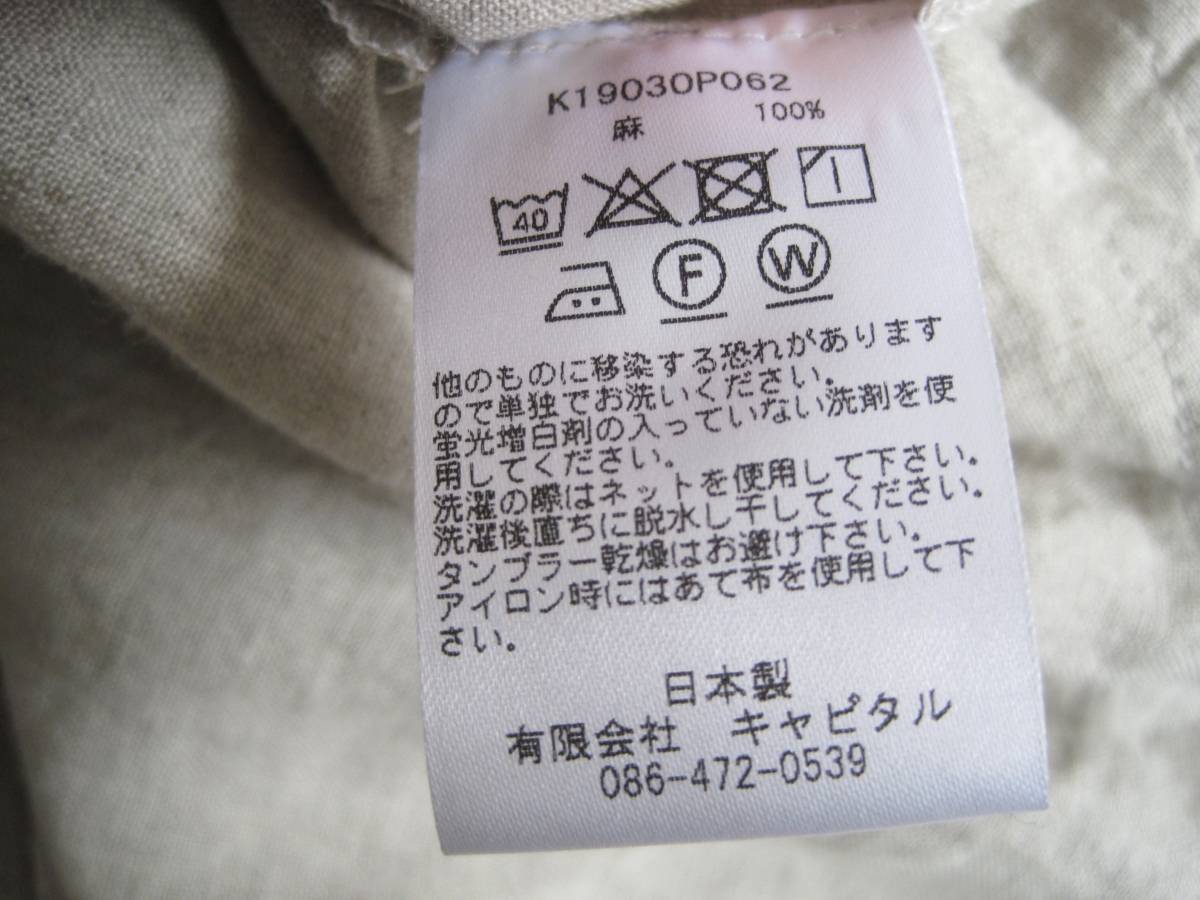 K19030P062
麻 100%
40
F W
他のものに移染する恐れがあります
ので単独でお洗いください。
蛍光増白剤の入っていない洗剤を使
用してください。
洗濯の際はネットを使用して下さい。
洗濯後直ちに脱水し干してください。
タンブラー乾燥はお避け下さい。
アイロン時にはあて布を使用して下
さい。
日本製
有限会社 キャピタル
086-472-0539